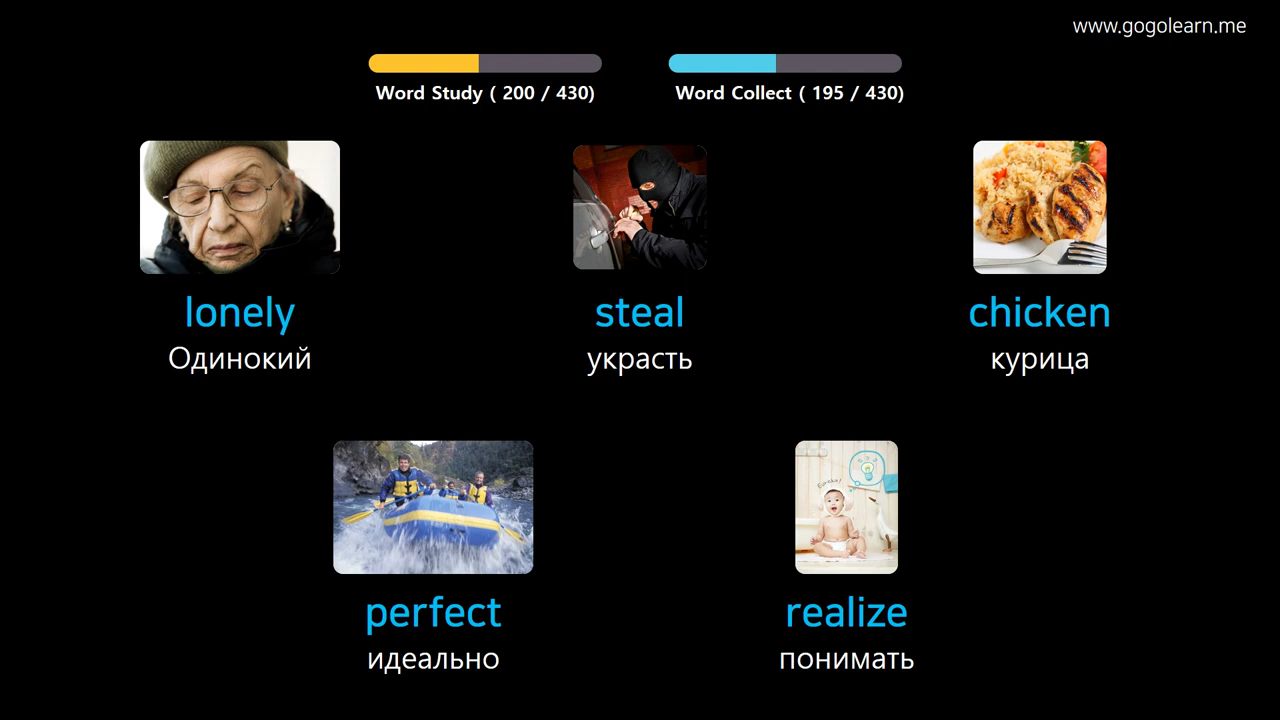 www.gogolearn.me
Word Study ( 200 / 430)
Word Collect ( 195 / 430)
lonely
Одинокий
steal
украсть
chicken
курица
Eureka!
perfect
идеально
realize
понимать